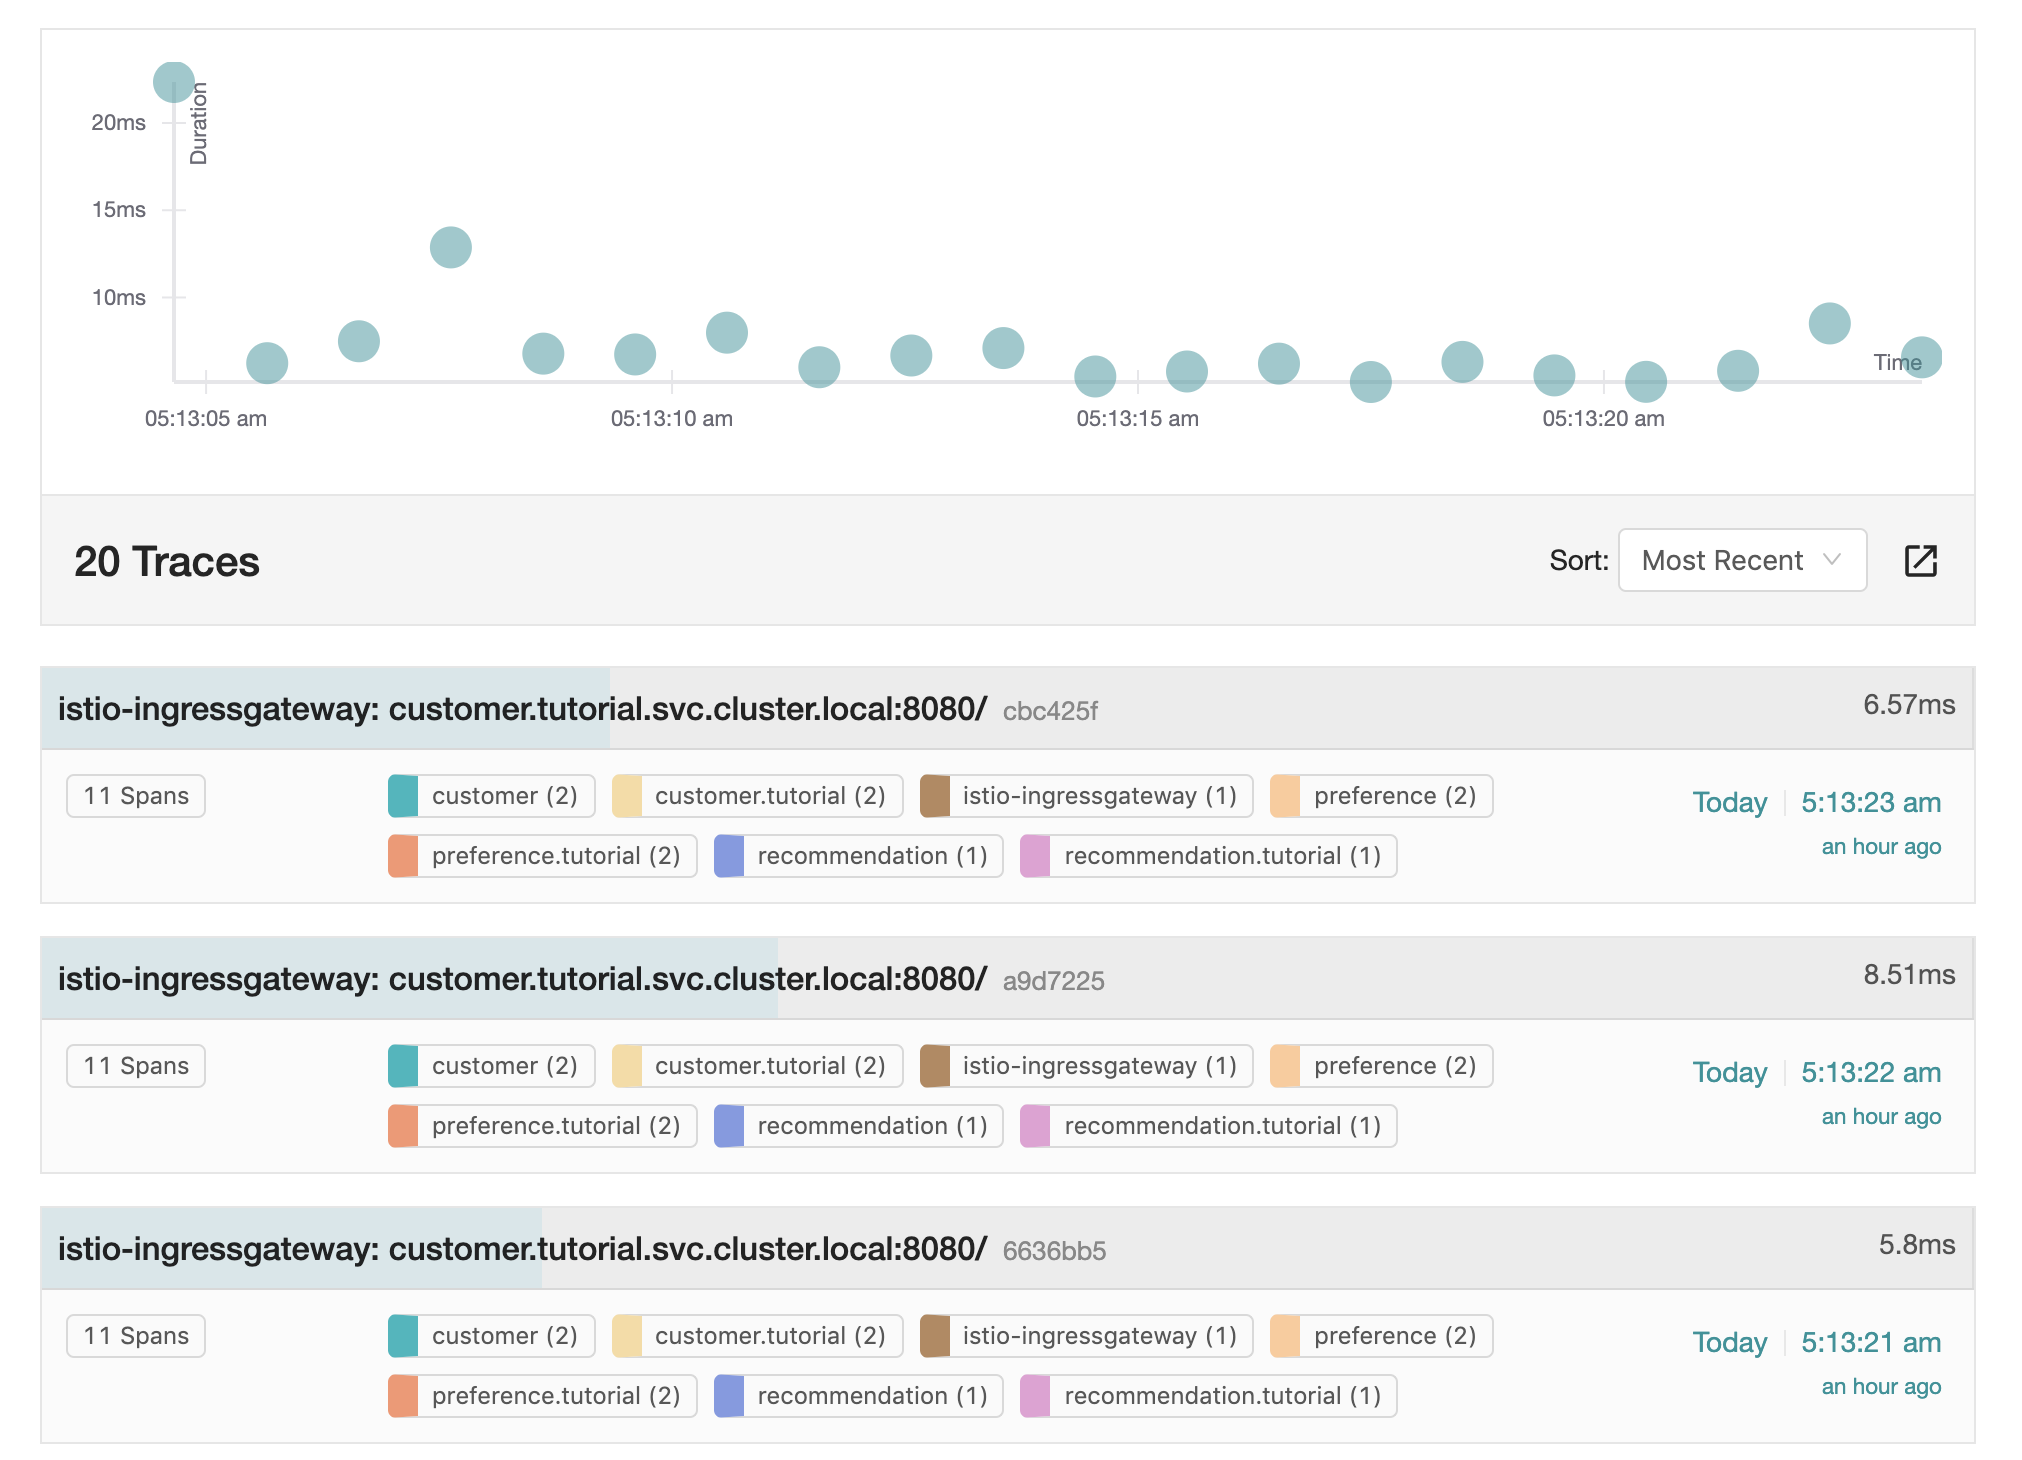 Duration
20ms
15ms
10ms
Time
05:13:05 am 05:13:10 am 05:13:15 am 05:13:20 am
20 Traces Sort: Most Recent
istio-ingressgateway: customer.tutorial.svc.cluster.local:8080/ cbc425f 6.57ms
11 Spans customer (2) customer.tutorial (2) istio-ingressgateway (1) preference (2) Today 5:13:23 am
preference.tutorial (2) recommendation (1) recommendation.tutorial (1) an hour ago
istio-ingressgateway: customer.tutorial.svc.cluster.local:8080/ a9d7225 8.51ms
11 Spans customer (2) customer.tutorial (2) istio-ingressgateway (1) preference (2) Today 5:13:22 am
preference.tutorial (2) recommendation (1) recommendation.tutorial (1) an hour ago
istio-ingressgateway: customer.tutorial.svc.cluster.local:8080/ 6636bb5 5.8ms
11 Spans customer (2) customer.tutorial (2) istio-ingressgateway (1) preference (2) Today 5:13:21 am
preference.tutorial (2) recommendation (1) recommendation.tutorial (1) an hour ago